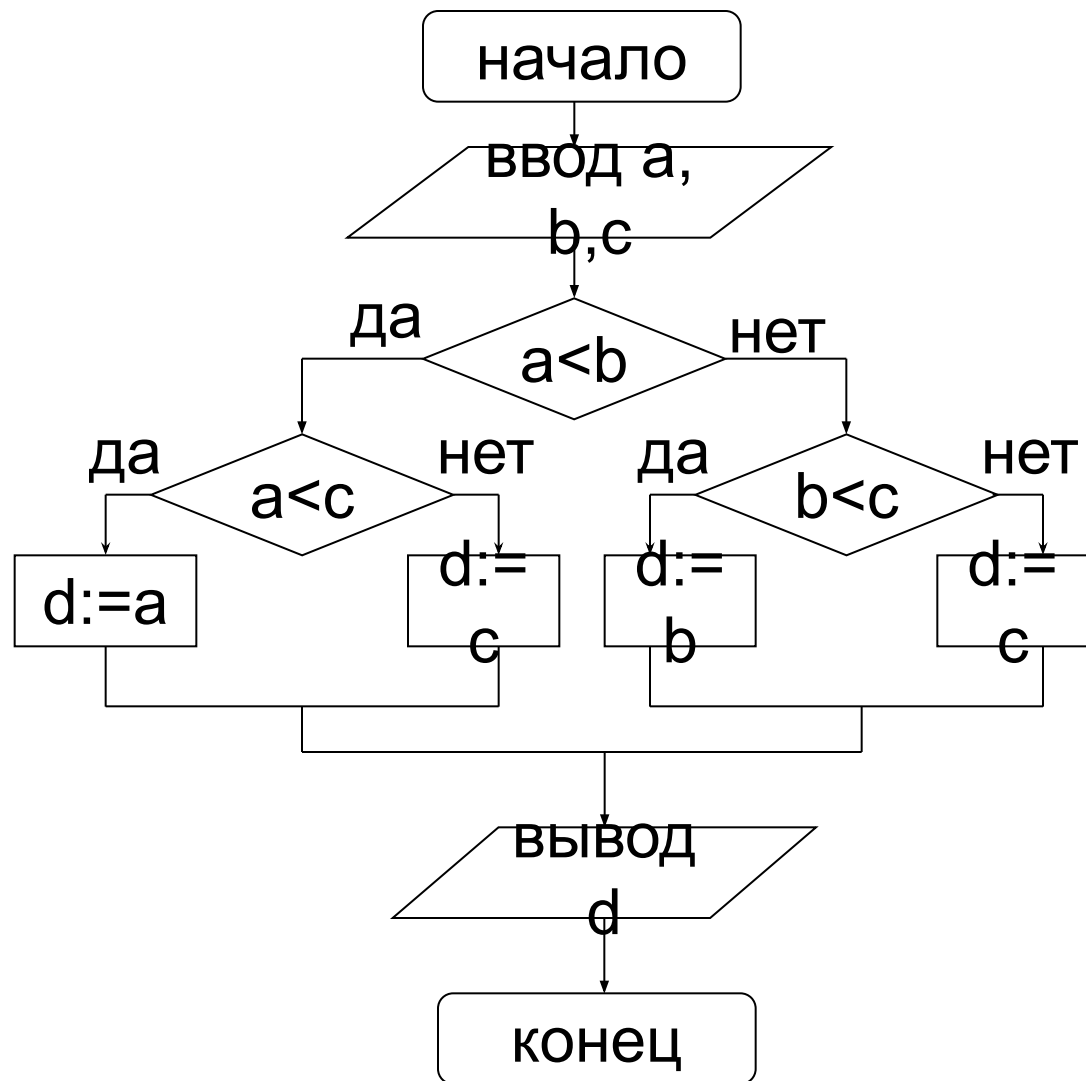 начало
ввод a,
b,c
да
a<b
нет
да
a<c
нет
да
b<c
нет
d:=a
d:=
c
d:=
b
d:=
c
вывод
d
конец